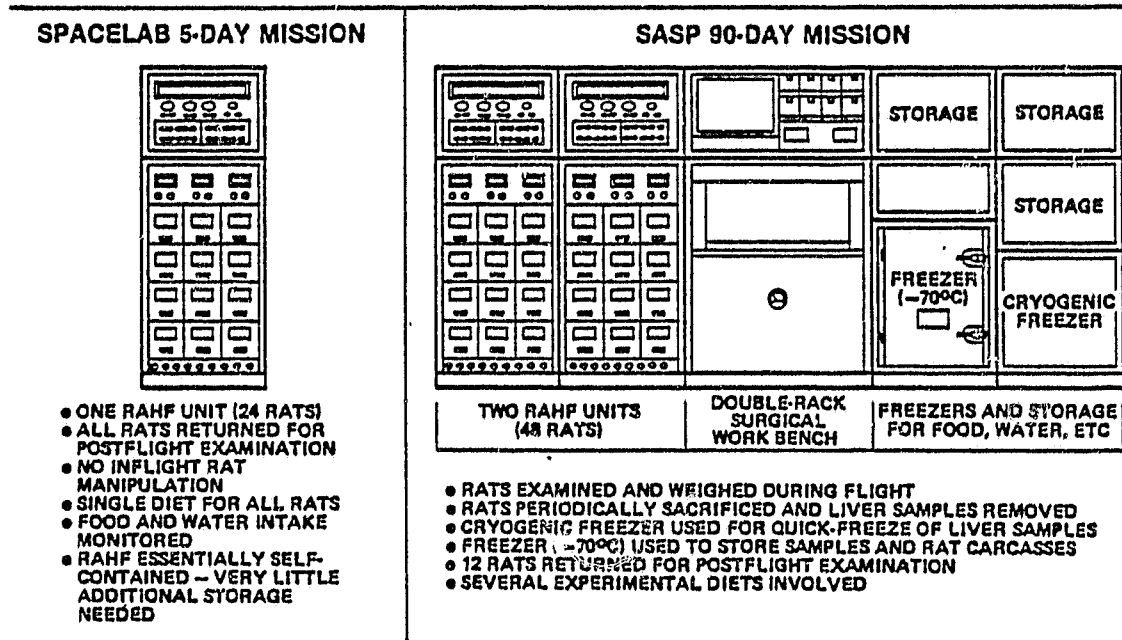 SPACELAB 5-DAY MISSION
● ONE RAHF UNIT (24 RATS)
● ALL RATS RETURNED FOR
POSTFLIGHT EXAMINATION
● NO INFLIGHT RAT
MANIPULATION
● SINGLE DIET FOR ALL RATS
● FOOD AND WATER INTAKE
MONITORED
● RAHF ESSENTIALLY SELF-
CONTAINED – VERY LITTLE
ADDITIONAL STORAGE
NEEDED
SASP 90-DAY MISSION
STORAGE
STORAGE
STORAGE
FREEZER
(–70°C)
CRYOGENIC
FREEZER
TWO RAHF UNITS
(48 RATS)
DOUBLE-RACK
SURGICAL
WORK BENCH
FREEZERS AND STORAGE
FOR FOOD, WATER, ETC
● RATS EXAMINED AND WEIGHED DURING FLIGHT
● RATS PERIODICALLY SACRIFICED AND LIVER SAMPLES REMOVED
● CRYOGENIC FREEZER USED FOR QUICK-FREEZE OF LIVER SAMPLES
● FREEZER (–70°C) USED TO STORE SAMPLES AND RAT CARCASSES
● 12 RATS RETURNED FOR POSTFLIGHT EXAMINATION
● SEVERAL EXPERIMENTAL DIETS INVOLVED